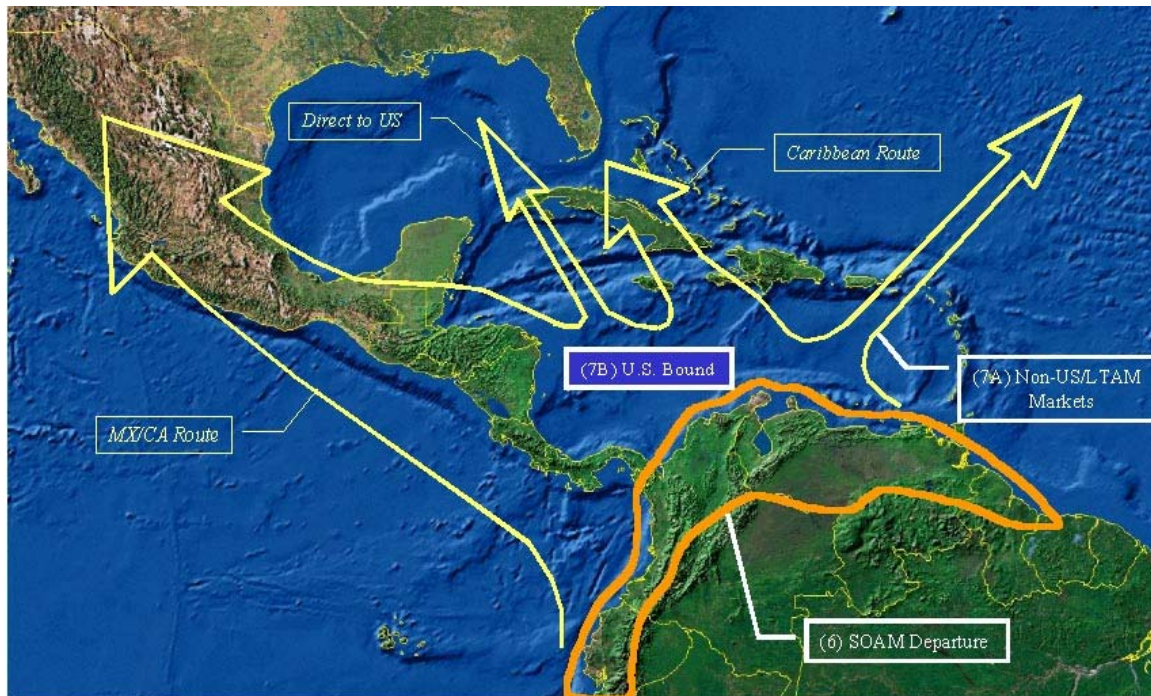 Direct to US
Caribbean Route
(7B) U.S. Bound
(7A) Non-US/LTAM
Markets
MX/CA Route
(6) SOAM Departure